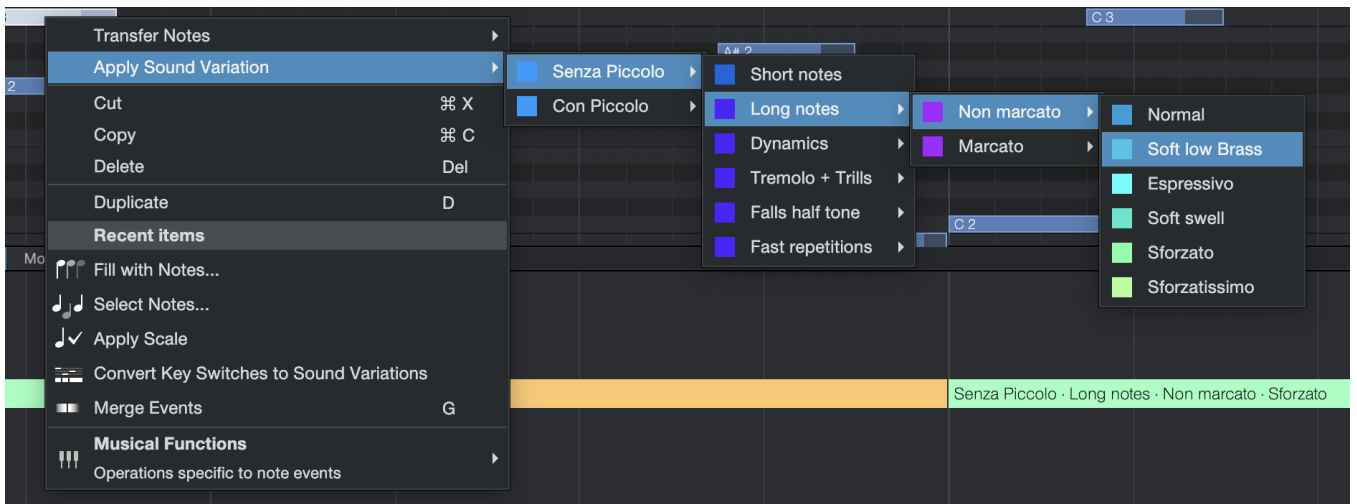 C 3
Transfer Notes
A# 2
Apply Sound Variation
Senza Piccolo
Short notes
2
Cut ⌘ X
Con Piccolo
Long notes
Non marcato
Normal
Copy ⌘ C
Dynamics
Marcato
Soft low Brass
Delete Del
Tremolo + Trills
Espressivo
Duplicate D
Falls half tone
Soft swell
C 2
Recent items
Fast repetitions
Sforzato
Mo
Fill with Notes...
Sforzatissimo
Select Notes...
Apply Scale
Convert Key Switches to Sound Variations
Senza Piccolo · Long notes · Non marcato · Sforzato
Merge Events G
Musical Functions
Operations specific to note events